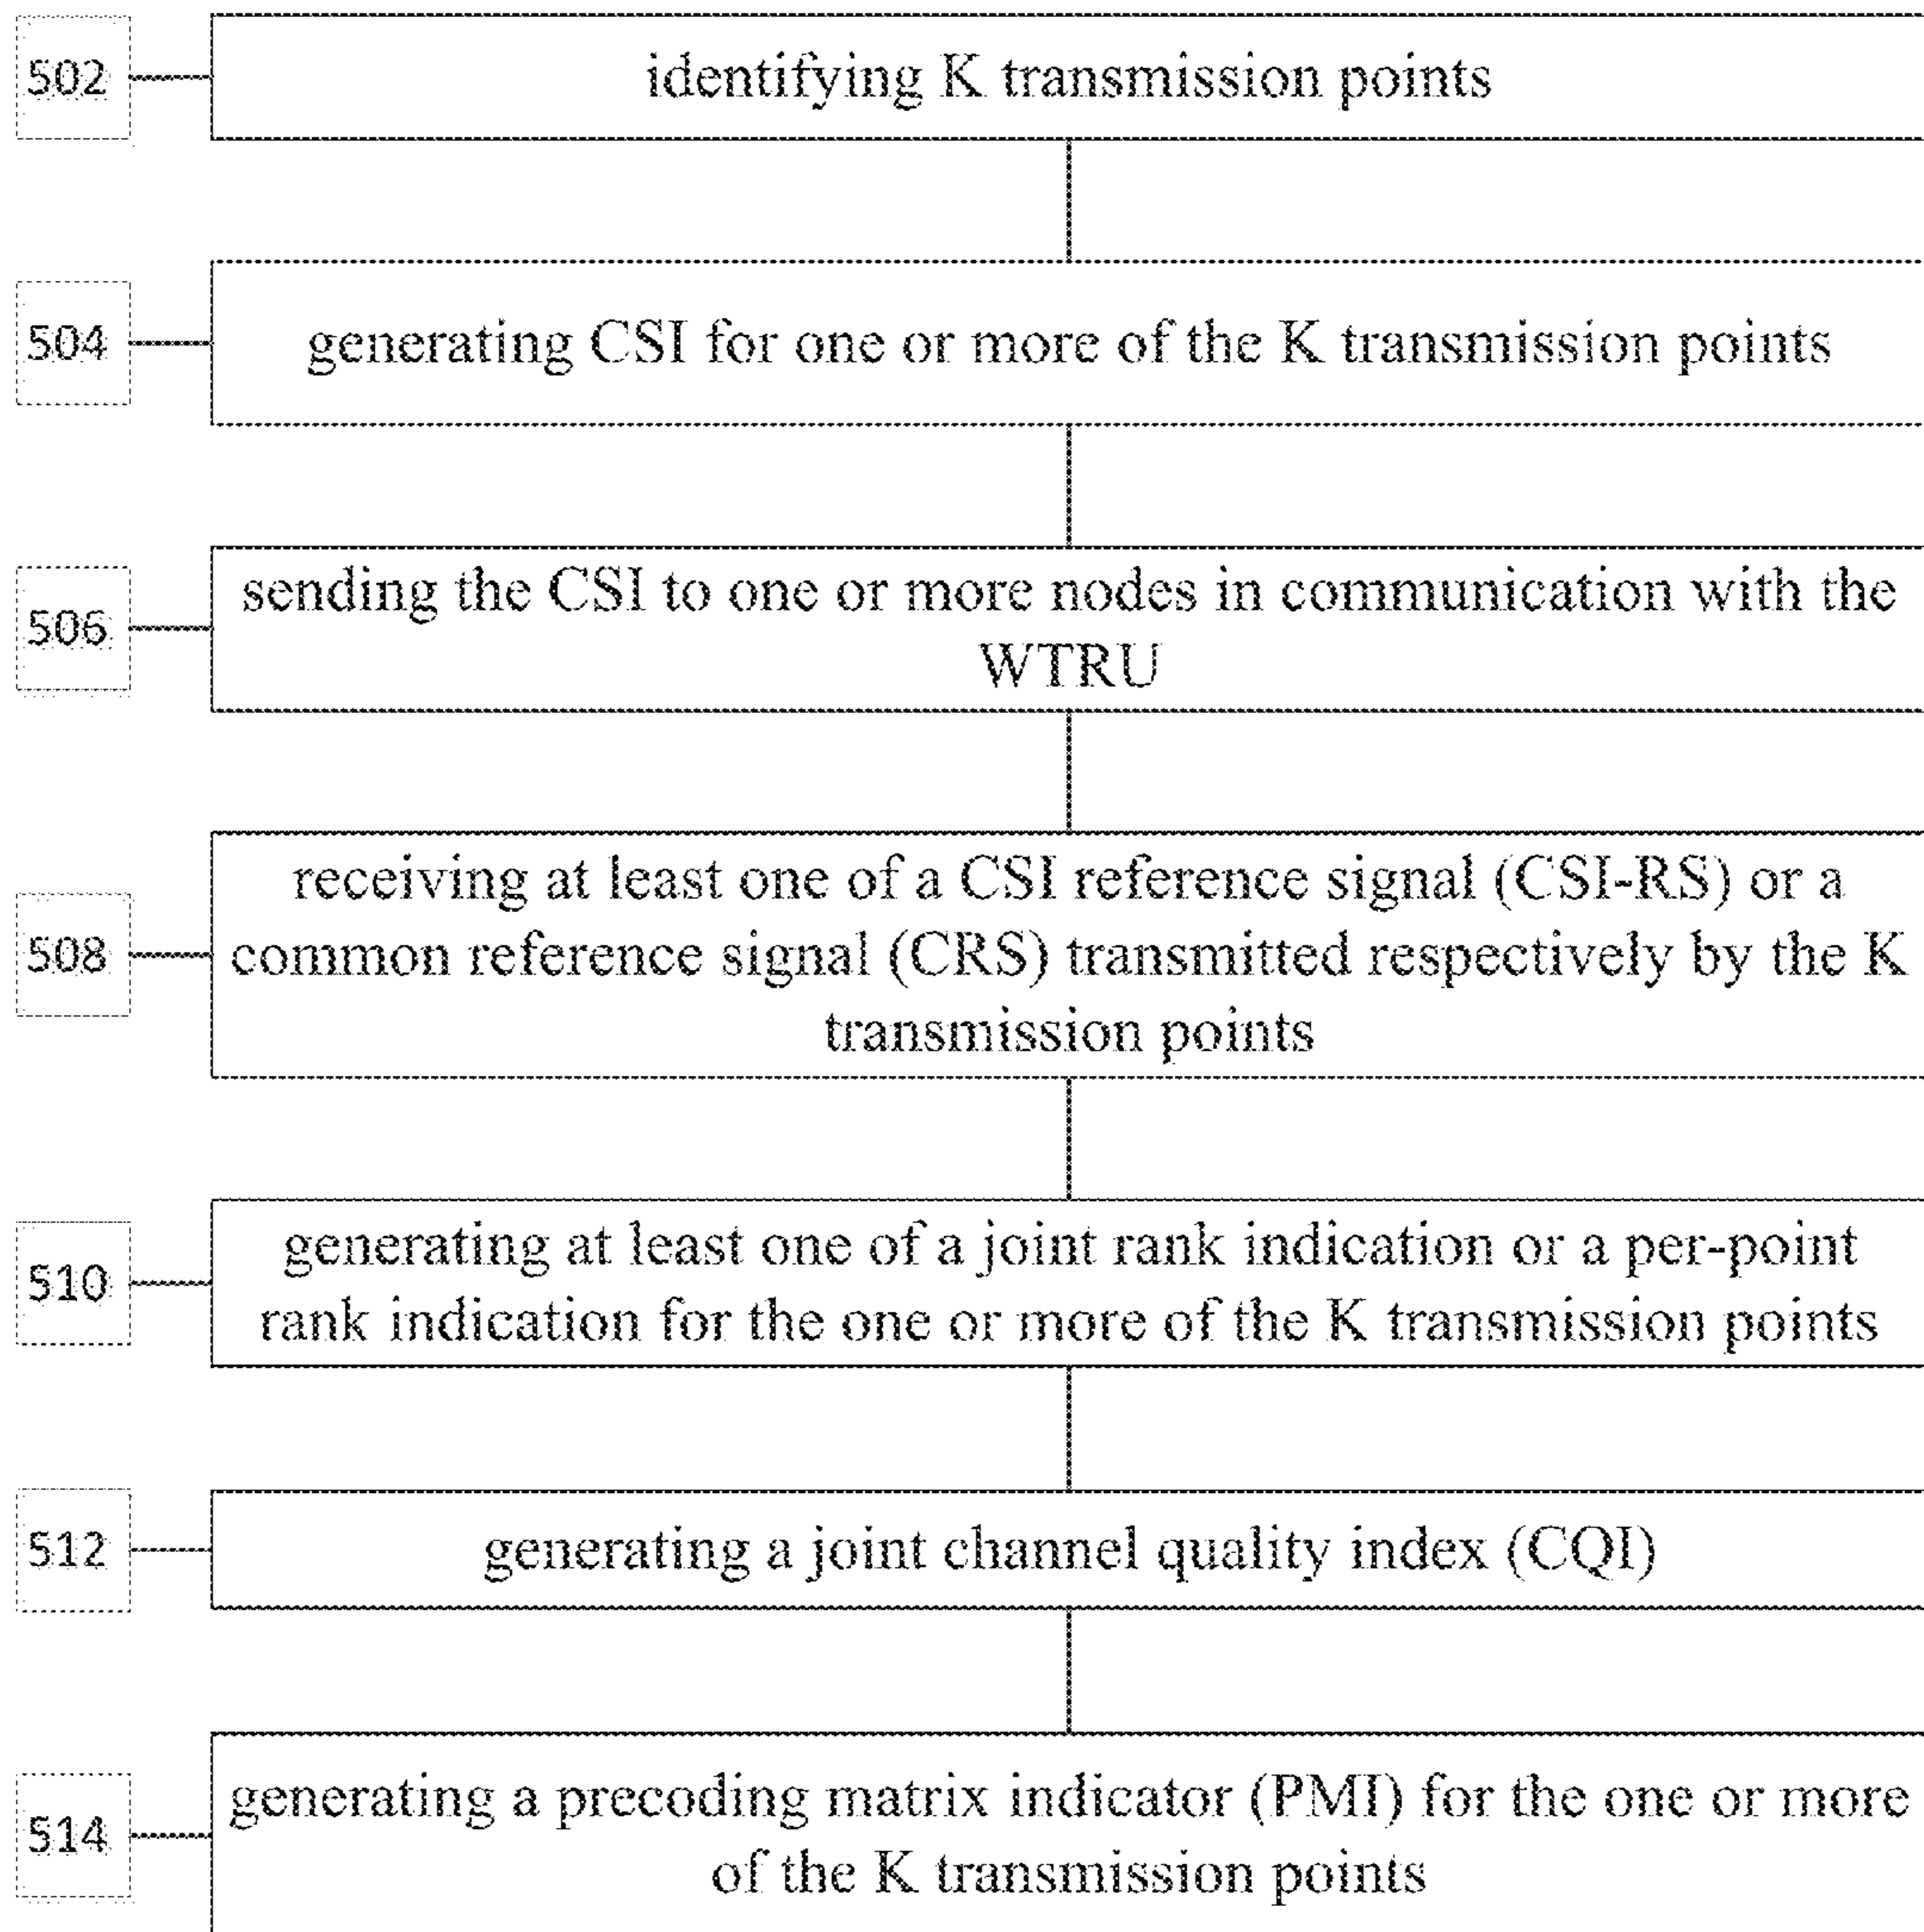 502
identifying K transmission points
504
generating CSI for one or more of the K transmission points
506
sending the CSI to one or more nodes in communication with the
WTRU
508
receiving at least one of a CSI reference signal (CSI-RS) or a
common reference signal (CRS) transmitted respectively by the K
transmission points
510
generating at least one of a joint rank indication or a per-point
rank indication for the one or more of the K transmission points
512
generating a joint channel quality index (CQI)
514
generating a precoding matrix indicator (PMI) for the one or more
of the K transmission points